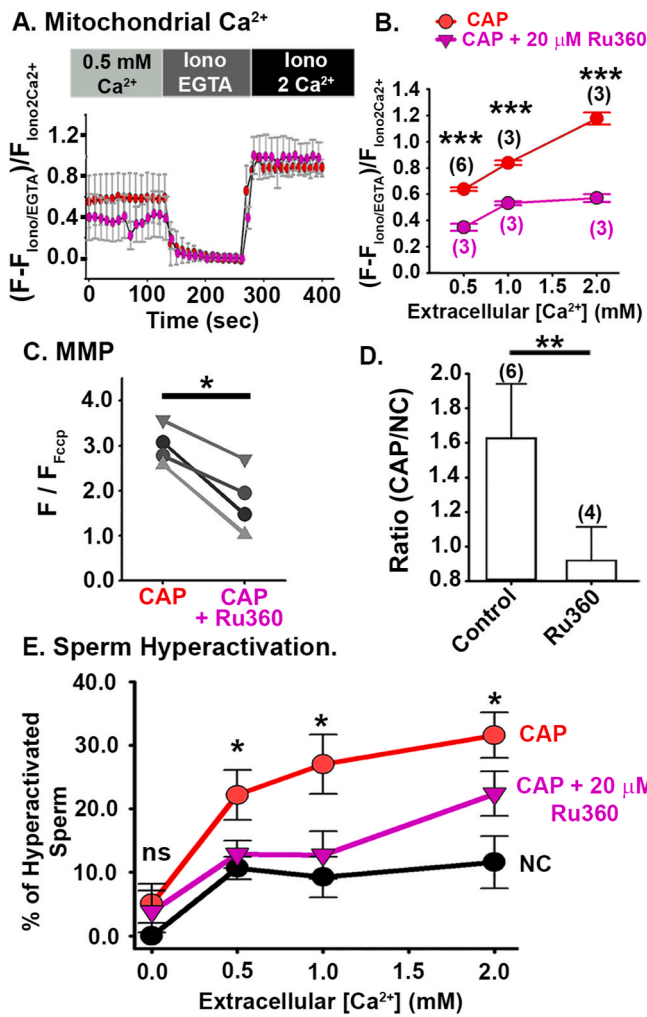 A. Mitochondrial Ca²⁺
0.5 mM Ca²⁺
Iono EGTA
Iono 2 Ca²⁺
(F-F Iono/EGTA)/F Iono2Ca2+
1.2
0.8
0.4
0.0
0 100 200 300 400
Time (sec)
B.
CAP
CAP + 20 μM Ru360
(F-F Iono/EGTA)/F Iono2Ca2+
1.4
1.2
1.0
0.8
0.6
0.4
0.2
0.0
***
(6)
***
(3)
***
(3)
(3)
(3)
(3)
0.5 1.0 1.5 2.0
Extracellular [Ca²⁺] (mM)
C. MMP
*
F / F Fccp
4.0
3.0
2.0
1.0
0.0
CAP
CAP
+ Ru360
D.
**
Ratio (CAP/NC)
2.0
1.8
1.6
1.4
1.2
1.0
0.8
(6)
(4)
Control
Ru360
E. Sperm Hyperactivation.
% of Hyperactivated
Sperm
40.0
30.0
20.0
10.0
0.0
ns
*
*
*
CAP
CAP + 20 μM
Ru360
NC
0.0 0.5 1.0 1.5 2.0
Extracellular [Ca²⁺] (mM)